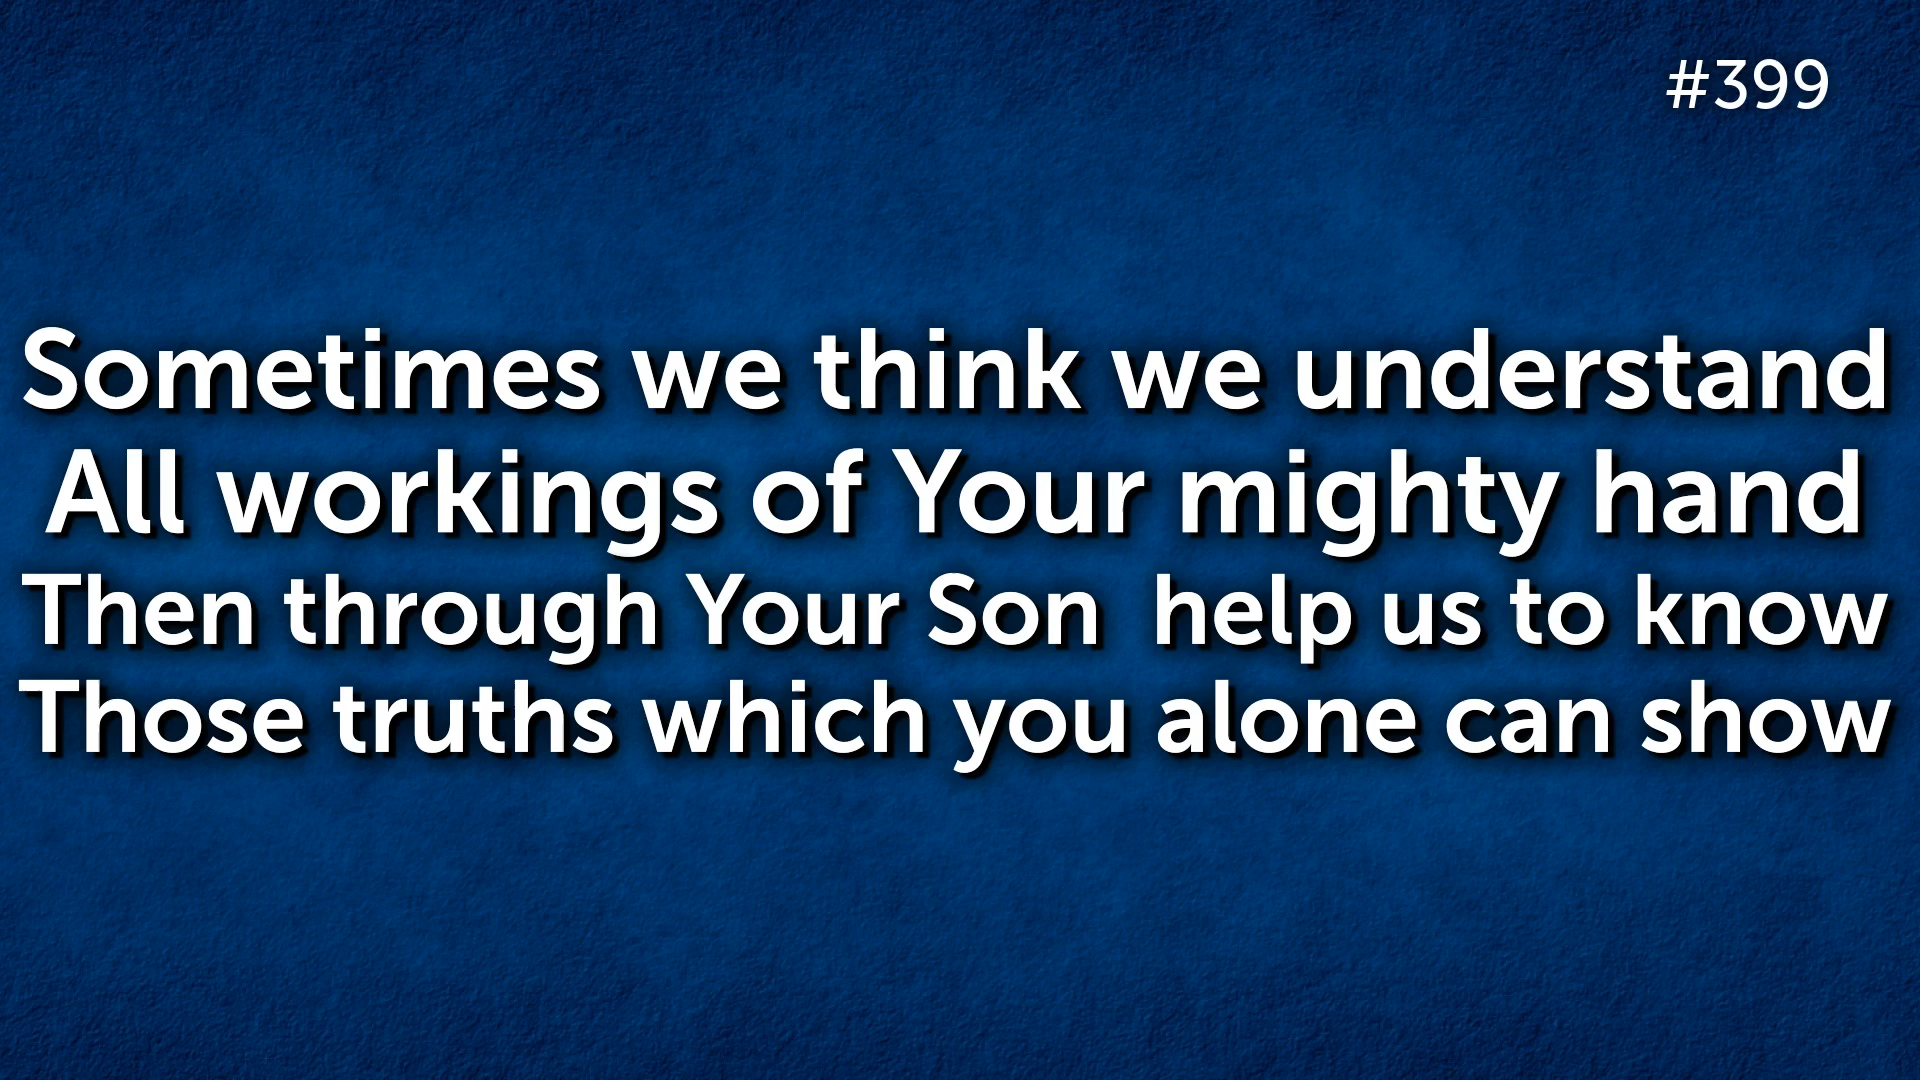 #399
Sometimes we think we understand
All workings of Your mighty hand
Then through Your Son  help us to know
Those truths which you alone can show